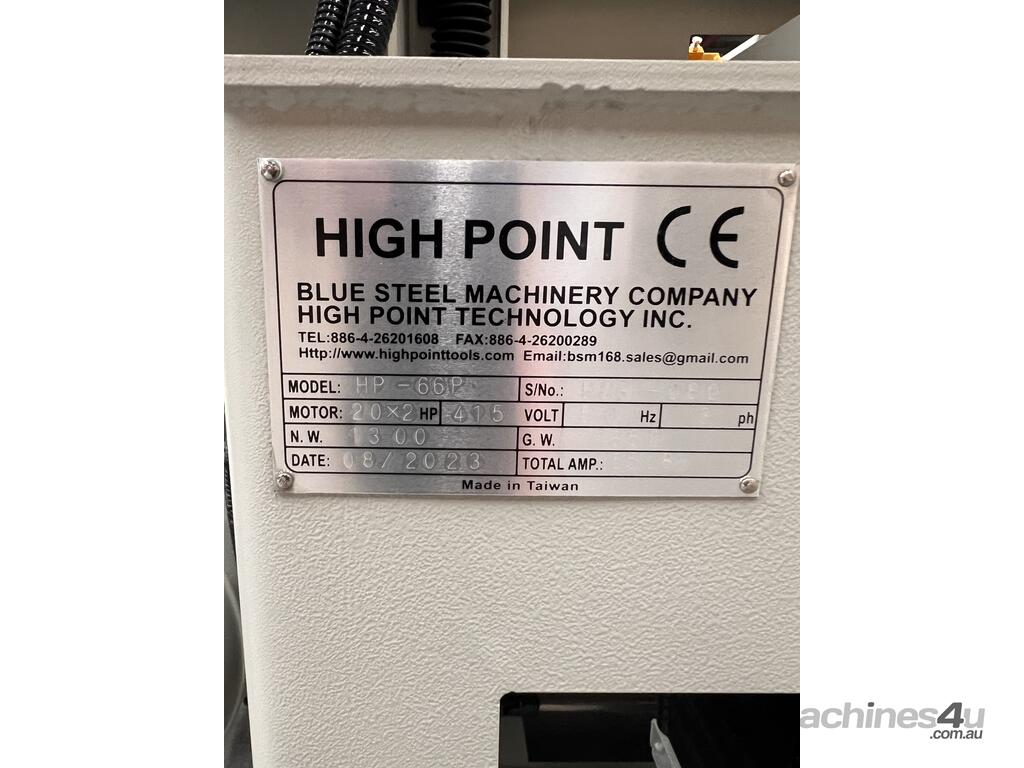 HIGH POINT CE
BLUE STEEL MACHINERY COMPANY
HIGH POINT TECHNOLOGY INC.
TEL:886-4-26201608 FAX:886-4-26200289
Http://www.highpointtools.com Email:bsm168.sales@gmail.com
MODEL: HP-66P S/No.:
MOTOR: 20×2 HP 415 VOLT Hz 3 ph
N. W. 1300 G. W.
DATE: 08/2023 TOTAL AMP.:
Made in Taiwan
achines4u
.com.au